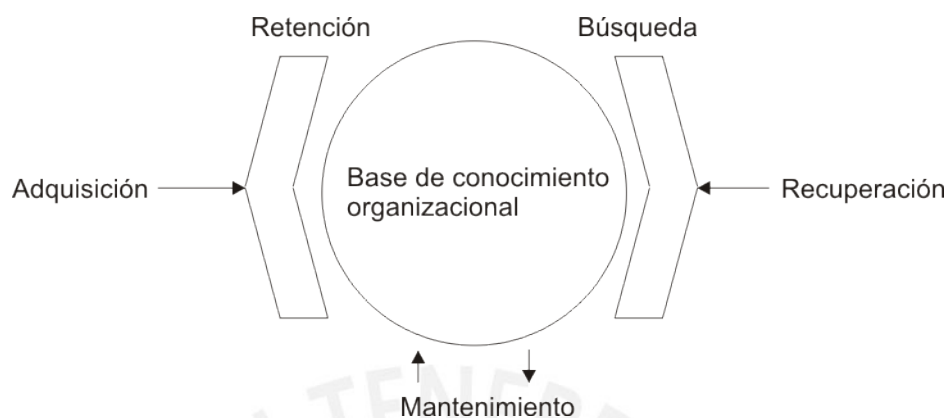 Retención
Búsqueda
Adquisición
Base de conocimiento
organizacional
Recuperación
Mantenimiento